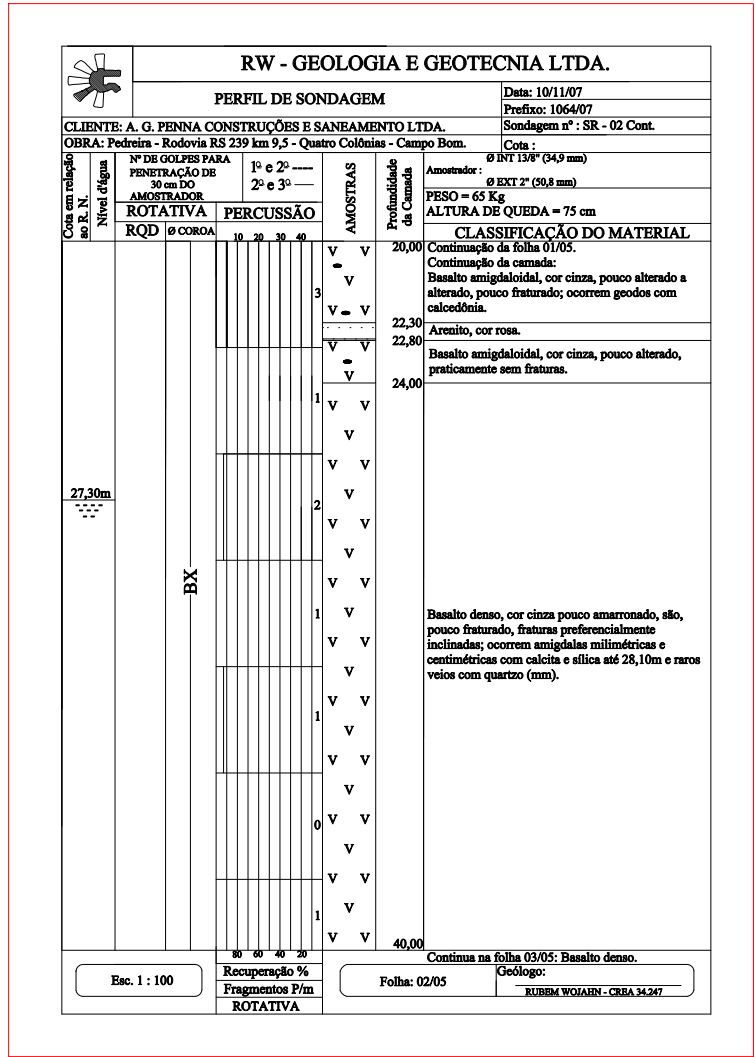 RW - GEOLOGIA E GEOTECNIA LTDA.
PERFIL DE SONDAGEM
Data: 10/11/07
Prefixo: 1064/07
CLIENTE: A. G. PENNA CONSTRUÇÕES E SANEAMENTO LTDA.
Sondagem nº : SR - 02 Cont.
OBRA: Pedreira - Rodovia RS 239 km 9,5 - Quatro Colônias - Campo Bom.
Cota :
Cota em relação
ao R. N.
Nível d'água
Nº DE GOLPES PARA
PENETRAÇÃO DE
30 cm DO
AMOSTRADOR
1º e 2º ----
2º e 3º —
ROTATIVA
PERCUSSÃO
RQD
Ø COROA
10 20 30 40
AMOSTRAS
Profundidade
da Camada
Ø INT 13/8" (34,9 mm)
Amostrador :
Ø EXT 2" (50,8 mm)
PESO = 65 Kg
ALTURA DE QUEDA = 75 cm
CLASSIFICAÇÃO DO MATERIAL
20,00
Continuação da folha 01/05.
Continuação da camada:
Basalto amigdaloidal, cor cinza, pouco alterado a
alterado, pouco fraturado; ocorrem geodos com
calcedônia.
3
22,30
Arenito, cor rosa.
22,80
Basalto amigdaloidal, cor cinza, pouco alterado,
praticamente sem fraturas.
24,00
1
27,30m
2
BX
1
Basalto denso, cor cinza pouco amarronado, são,
pouco fraturado, fraturas preferencialmente
inclinadas; ocorrem amigdalas milimétricas e
centimétricas com calcita e sílica até 28,10m e raros
veios com quartzo (mm).
1
0
1
40,00
80 60 40 20
Continua na folha 03/05: Basalto denso.
Esc. 1 : 100
Recuperação %
Fragmentos P/m
ROTATIVA
Folha: 02/05
Geólogo:
RUBEM WOJAHN - CREA 34.247